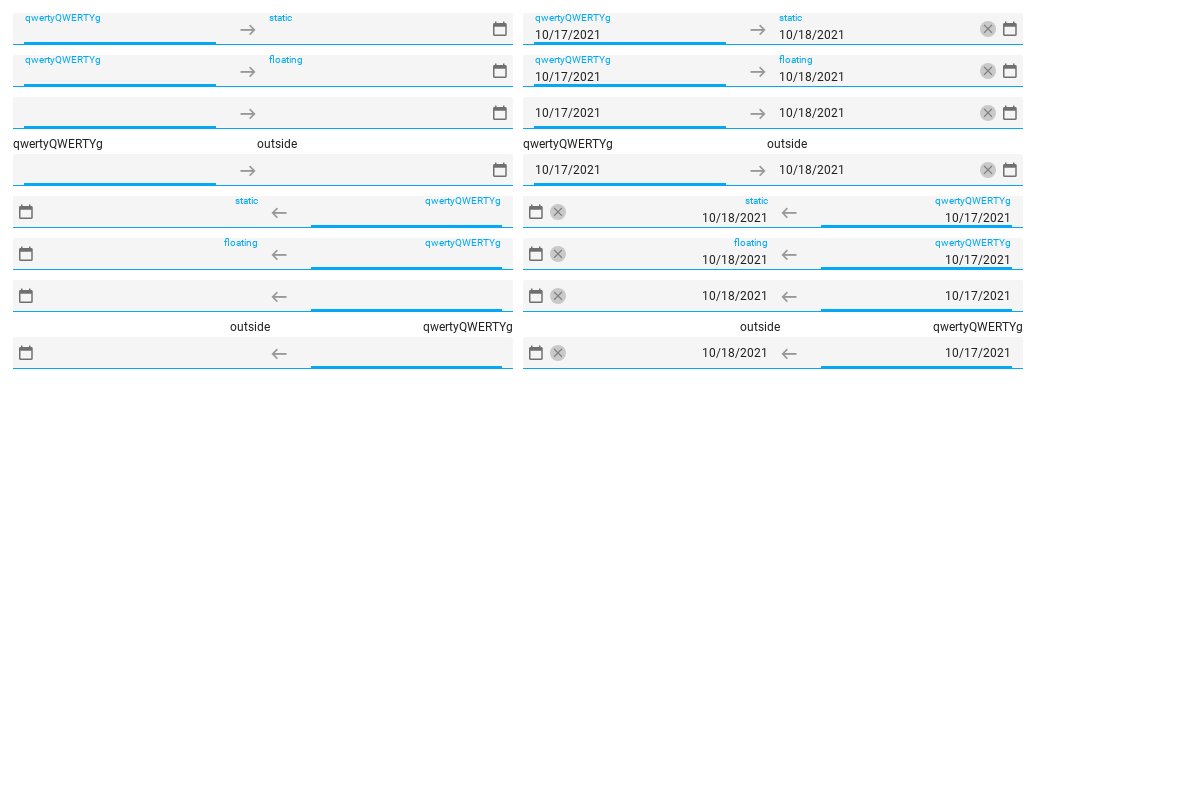 qwertyQWERTYg static qwertyQWERTYg static
10/17/2021 10/18/2021
qwertyQWERTYg floating qwertyQWERTYg floating
10/17/2021 10/18/2021
10/17/2021 10/18/2021
qwertyQWERTYg outside qwertyQWERTYg outside
10/17/2021 10/18/2021
static qwertyQWERTYg static qwertyQWERTYg
10/18/2021 10/17/2021
floating qwertyQWERTYg floating qwertyQWERTYg
10/18/2021 10/17/2021
10/18/2021 10/17/2021
outside qwertyQWERTYg outside qwertyQWERTYg
10/18/2021 10/17/2021